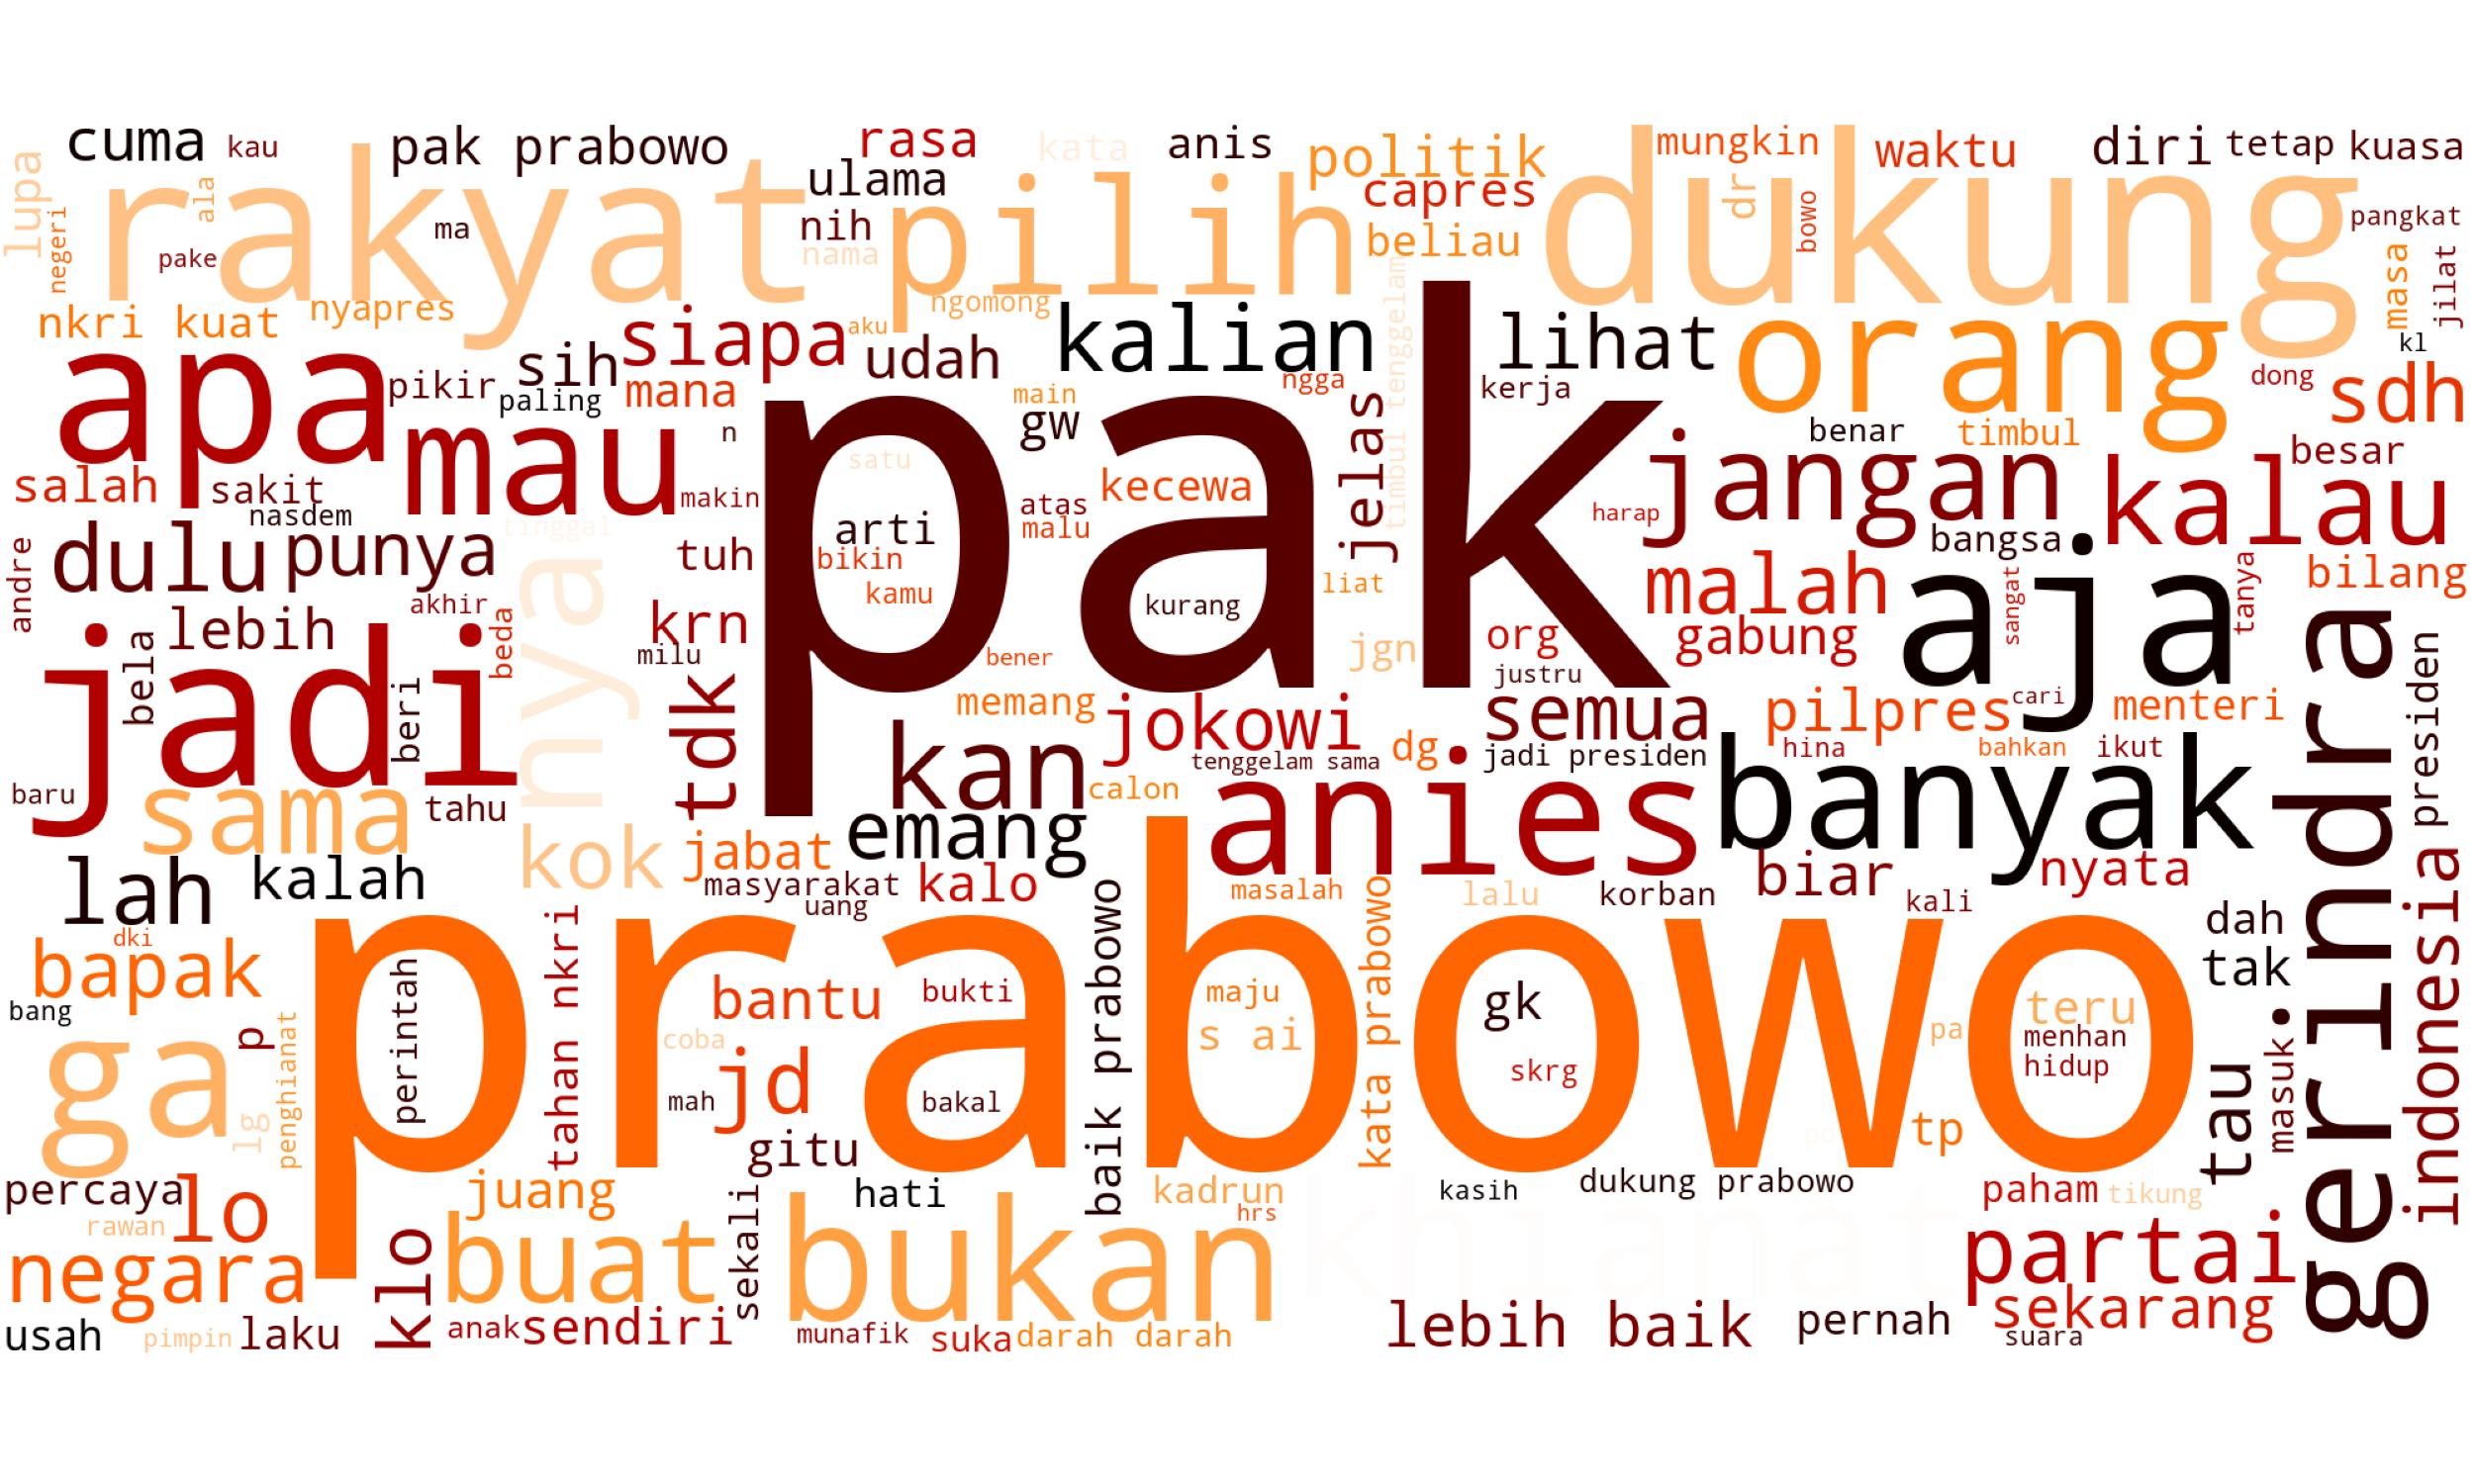 cuma kau pak prabowo rasa kata anis politik mungkin waktu diri tetap kuasa
lupa negeri rakyat ala ma pake ulama nih nama pilih capres beliau dukung dr bowo pangkat
nkri kuat nyapres siapa aku ngomong kalian timbul tenggelam lihat orang masa jilat kl
apa pikir sih paling mana udah main gw ngga jelas kerja dong sdh
salah sakit nasdem mau n makin pak satu arti bikin kamu atas malu kecewa kurang harap jangan benar timbul kalau besar
andre dulu punya tinggal tuh liat malah bangsa aja sangat tanya bilang
lebih akhir beda nya krn milu bener jgn org justru gabung gerindra
jadi bela beri tdk memang jokowi semua pilpres cari menteri presiden
baru sama tahu kan calon tenggelam sama dg jadi presiden hina bahkan ikut
lah kalah kok jabat emang anies banyak
masyarakat uang kalo masalah lalu korban biar kali nyata indonesia
dki bapak bang prabowo perintah tahan nkri bantu bukti baik prabowo maju s ai kata prabowo gk skrg pa teru menhan hidup dah tak
ga p lg penghianat coba mah jd bakal gitu tp tau masuk
percaya rawan lo juang hati kadrun hrs kasih dukung prabowo paham tikung
negara klo buat sekali bukan partai
usah pimpin laku anak sendiri munafik suka darah darah lebih baik pernah sekarang suara